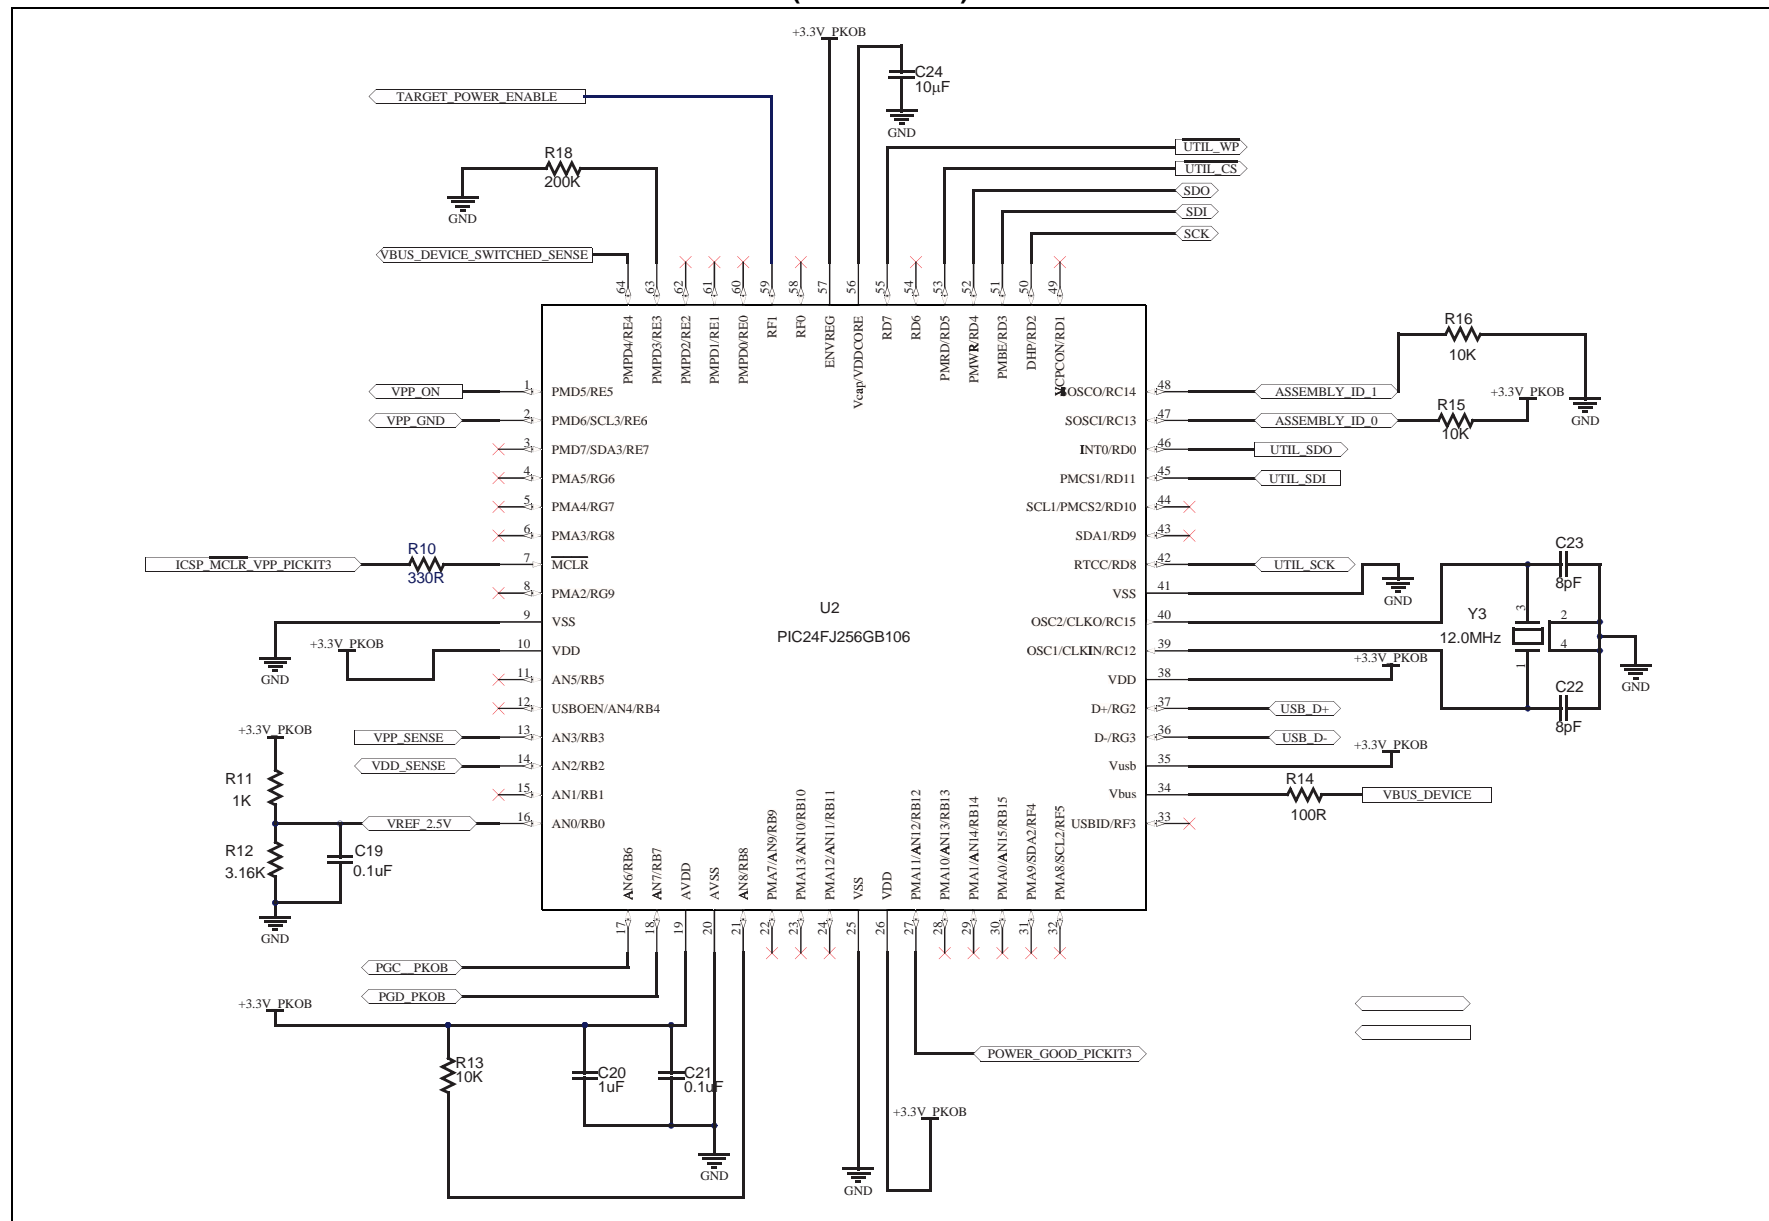 +3.3V_PKOB
C24
10µF
GND
TARGET_POWER_ENABLE
R18
200K
GND
UTIL_WP
UTIL_CS
SDO
SDI
SCK
VBUS_DEVICE_SWITCHED_SENSE
64 63 62 61 60 59 58 57 56 55 54 53 52 51 50 49
PMPD4/RE4
PMPD3/RE3
PMPD2/RE2
PMPD1/RE1
PMPD0/RE0
RF1
RF0
ENVREG
Vcap/VDDCORE
RD7
RD6
PMRD/RD5
PMWR/RD4
PMBE/RD3
DHP/RD2
VCPCON/RD1
VPP_ON 1 PMD5/RE5
VPP_GND 2 PMD6/SCL3/RE6
3 PMD7/SDA3/RE7
4 PMA5/RG6
5 PMA4/RG7
6 PMA3/RG8
ICSP_MCLR_VPP_PICKIT3 R10 330R 7 MCLR
8 PMA2/RG9
9 VSS
GND
+3.3V_PKOB 10 VDD
11 AN5/RB5
12 USBOEN/AN4/RB4
VPP_SENSE 13 AN3/RB3
VDD_SENSE 14 AN2/RB2
15 AN1/RB1
VREF_2.5V 16 AN0/RB0
+3.3V_PKOB
R11
1K
R12
3.16K
C19
0.1uF
GND
U2
PIC24FJ256GB106
SOSCO/RC14 48 ASSEMBLY_ID_1
R16
10K
SOSCI/RC13 47 ASSEMBLY_ID_0
R15
10K
+3.3V_PKOB
GND
INT0/RD0 46 UTIL_SDO
PMCS1/RD11 45 UTIL_SDI
SCL1/PMCS2/RD10 44
SDA1/RD9 43
RTCC/RD8 42 UTIL_SCK
VSS 41
GND
OSC2/CLKO/RC15 40
OSC1/CLKIN/RC12 39
VDD 38
+3.3V_PKOB
D+/RG2 37 USB_D+
D-/RG3 36 USB_D-
Vusb 35
+3.3V_PKOB
Vbus 34
R14
100R
VBUS_DEVICE
USBID/RF3 33
C23
8pF
Y3
12.0MHz
3
2
4
1
C22
8pF
GND
AN6/RB6
AN7/RB7
AVDD
AVSS
AN8/RB8
PMA7/AN9/RB9
PMA13/AN10/RB10
PMA12/AN11/RB11
VSS
VDD
PMA11/AN12/RB12
PMA10/AN13/RB13
PMA1/AN14/RB14
PMA0/AN15/RB15
PMA9/SDA2/RF4
PMA8/SCL2/RF5
17 18 19 20 21 22 23 24 25 26 27 28 29 30 31 32
PGC__PKOB
PGD_PKOB
+3.3V_PKOB
R13
10K
C20
1uF
C21
0.1uF
GND
POWER_GOOD_PICKIT3
+3.3V_PKOB
GND